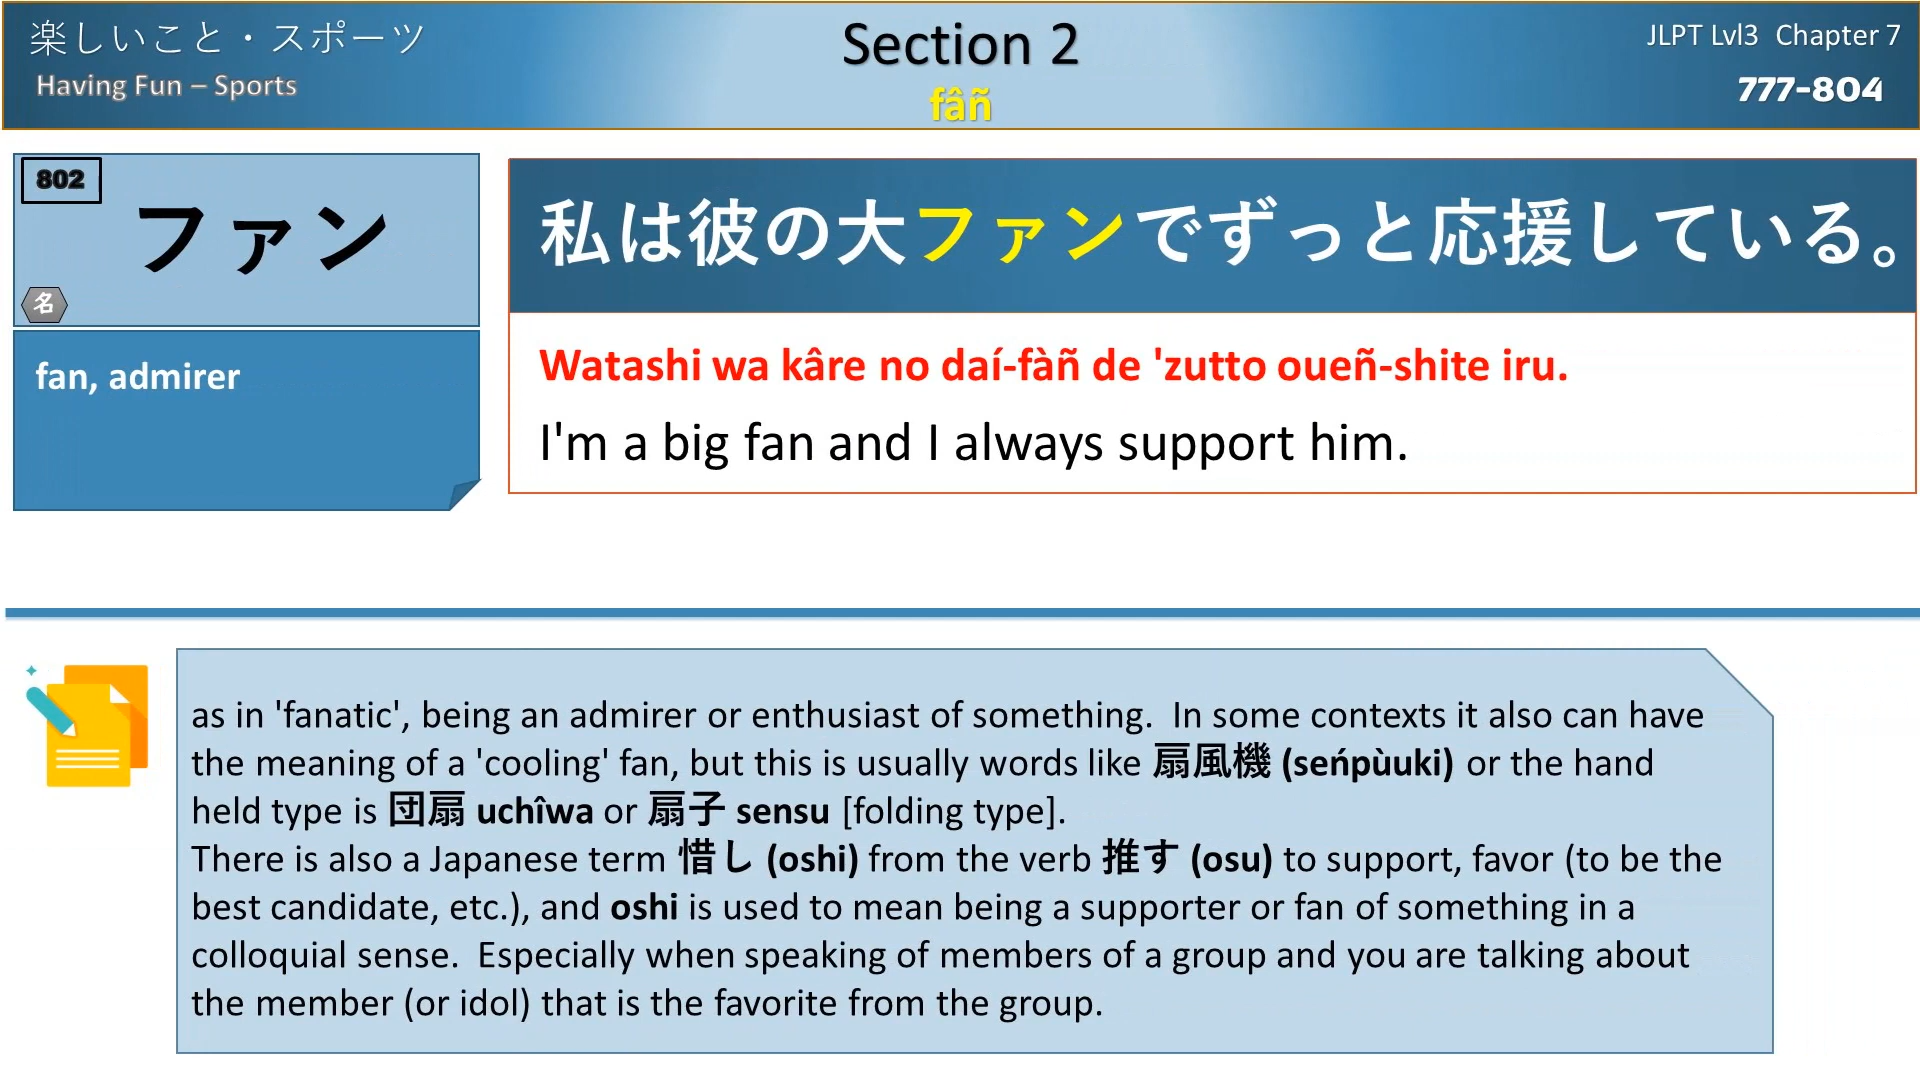 楽しいこと・スポーツ
Having Fun – Sports
Section 2
fâñ
JLPT Lvl3 Chapter 7
777-804
802
ファン
名
fan, admirer
私は彼の大ファンでずっと応援している。
Watashi wa kâre no daí-fàñ de 'zutto oueñ-shite iru.
I'm a big fan and I always support him.
as in 'fanatic', being an admirer or enthusiast of something. In some contexts it also can have
the meaning of a 'cooling' fan, but this is usually words like 扇風機 (seńpùuki) or the hand
held type is 団扇 uchîwa or 扇子 sensu [folding type].
There is also a Japanese term 惜し (oshi) from the verb 推す (osu) to support, favor (to be the
best candidate, etc.), and oshi is used to mean being a supporter or fan of something in a
colloquial sense. Especially when speaking of members of a group and you are talking about
the member (or idol) that is the favorite from the group.